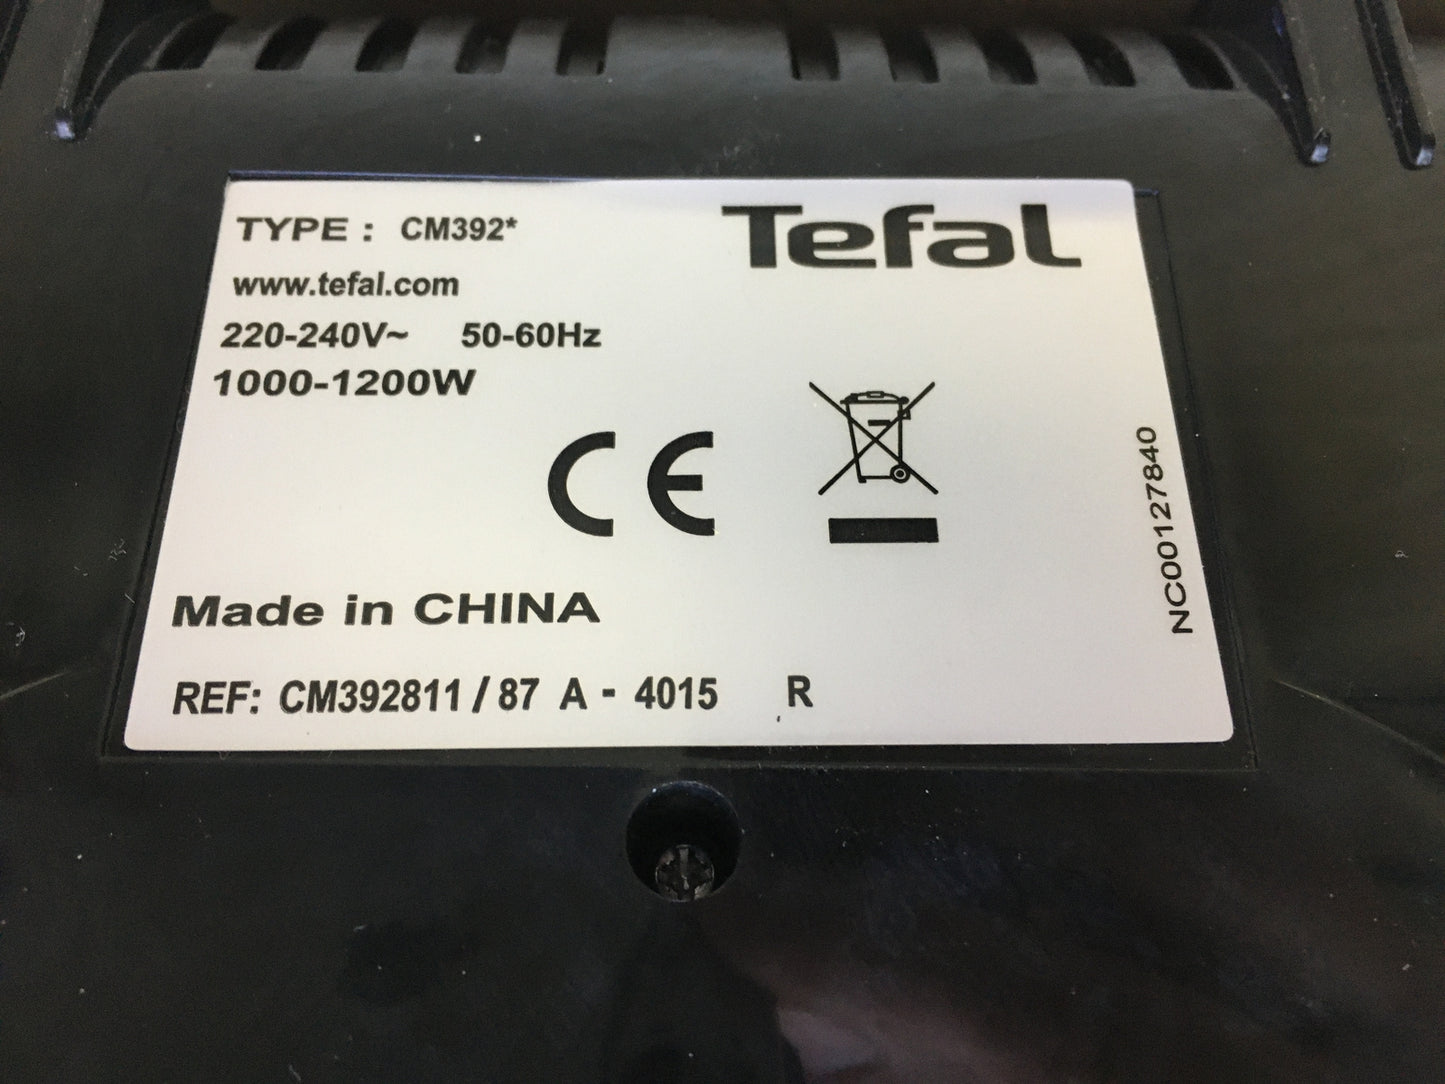 TYPE : CM392*
Tefal
www.tefal.com
220-240V~ 50-60Hz
1000-1200W
CE
NC00127840
Made in CHINA
REF: CM392811 / 87 A - 4015 R